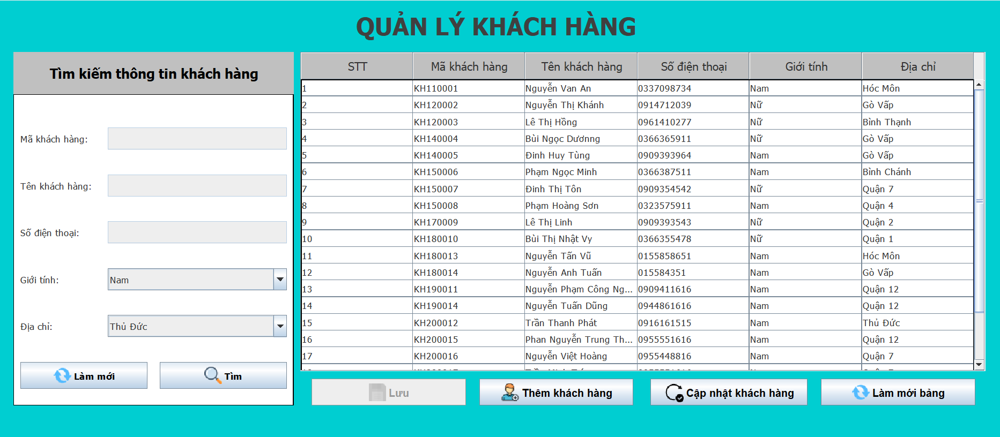 QUẢN LÝ KHÁCH HÀNG
Tìm kiếm thông tin khách hàng
Mã khách hàng:
Tên khách hàng:
Số điện thoại:
Giới tính: Nam
Địa chỉ: Thủ Đức
Làm mới Tìm
STT Mã khách hàng Tên khách hàng Số điện thoại Giới tính Địa chỉ
1 KH110001 Nguyễn Van An 0337098734 Nam Hóc Môn
2 KH120002 Nguyễn Thị Khánh 0914712039 Nữ Gò Vấp
3 KH120003 Lê Thị Hồng 0961410277 Nữ Bình Thạnh
4 KH140004 Bùi Ngọc Dươnng 0366365911 Nữ Gò Vấp
5 KH140005 Đinh Huy Tùng 0909393964 Nam Gò Vấp
6 KH150006 Phạm Ngọc Minh 0366387511 Nam Bình Chánh
7 KH150007 Đinh Thị Tôn 0909354542 Nữ Quận 7
8 KH150008 Phạm Hoàng Sơn 0323575911 Nam Quận 4
9 KH170009 Lê Thị Linh 0909393543 Nữ Quận 2
10 KH180010 Bùi Thị Nhật Vy 0366355478 Nữ Quận 1
11 KH180013 Nguyễn Tấn Vũ 0155858651 Nam Hóc Môn
12 KH180014 Nguyễn Anh Tuấn 015584351 Nam Gò Vấp
13 KH190011 Nguyễn Phạm Công Ng... 0909411616 Nam Quận 12
14 KH190014 Nguyễn Tuấn Dũng 0944861616 Nam Quận 12
15 KH200012 Trần Thanh Phát 0916161515 Nam Thủ Đức
16 KH200015 Phan Nguyễn Trung Th... 0955551616 Nam Quận 12
17 KH200016 Nguyễn Việt Hoàng 0955448816 Nam Quận 7
Lưu Thêm khách hàng Cập nhật khách hàng Làm mới bảng